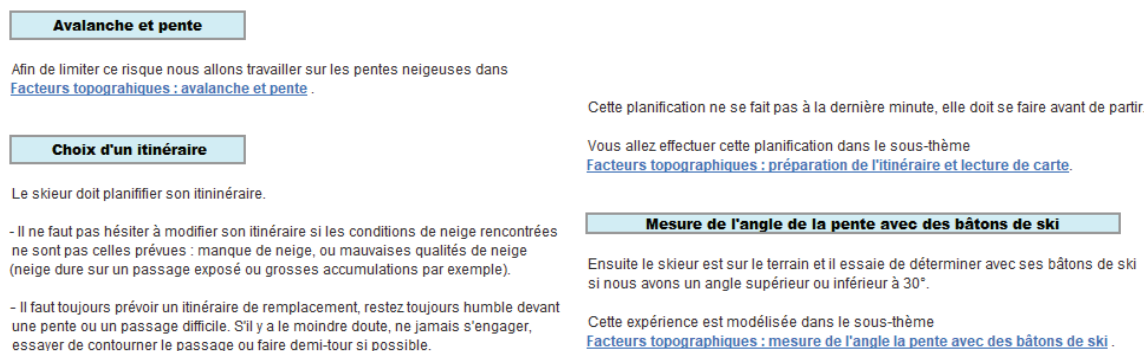 Avalanche et pente
Afin de limiter ce risque nous allons travailler sur les pentes neigeuses dans
Facteurs topograhiques : avalanche et pente .
Choix d'un itinéraire
Le skieur doit planififier son itininéraire.
- Il ne faut pas hésiter à modifier son itinéraire si les conditions de neige rencontrées
ne sont pas celles prévues : manque de neige, ou mauvaises qualités de neige
(neige dure sur un passage exposé ou grosses accumulations par exemple).
- Il faut toujours prévoir un itinéraire de remplacement, restez toujours humble devant
une pente ou un passage difficile. S'il y a le moindre doute, ne jamais s'engager,
essayer de contourner le passage ou faire demi-tour si possible.
Cette planification ne se fait pas à la dernière minute, elle doit se faire avant de partir.
Vous allez effectuer cette planification dans le sous-thème
Facteurs topographiques : préparation de l'itinéraire et lecture de carte.
Mesure de l'angle de la pente avec des bâtons de ski
Ensuite le skieur est sur le terrain et il essaie de déterminer avec ses bâtons de ski
si nous avons un angle supérieur ou inférieur à 30°.
Cette expérience est modélisée dans le sous-thème
Facteurs topographiques : mesure de l'angle la pente avec des bâtons de ski .